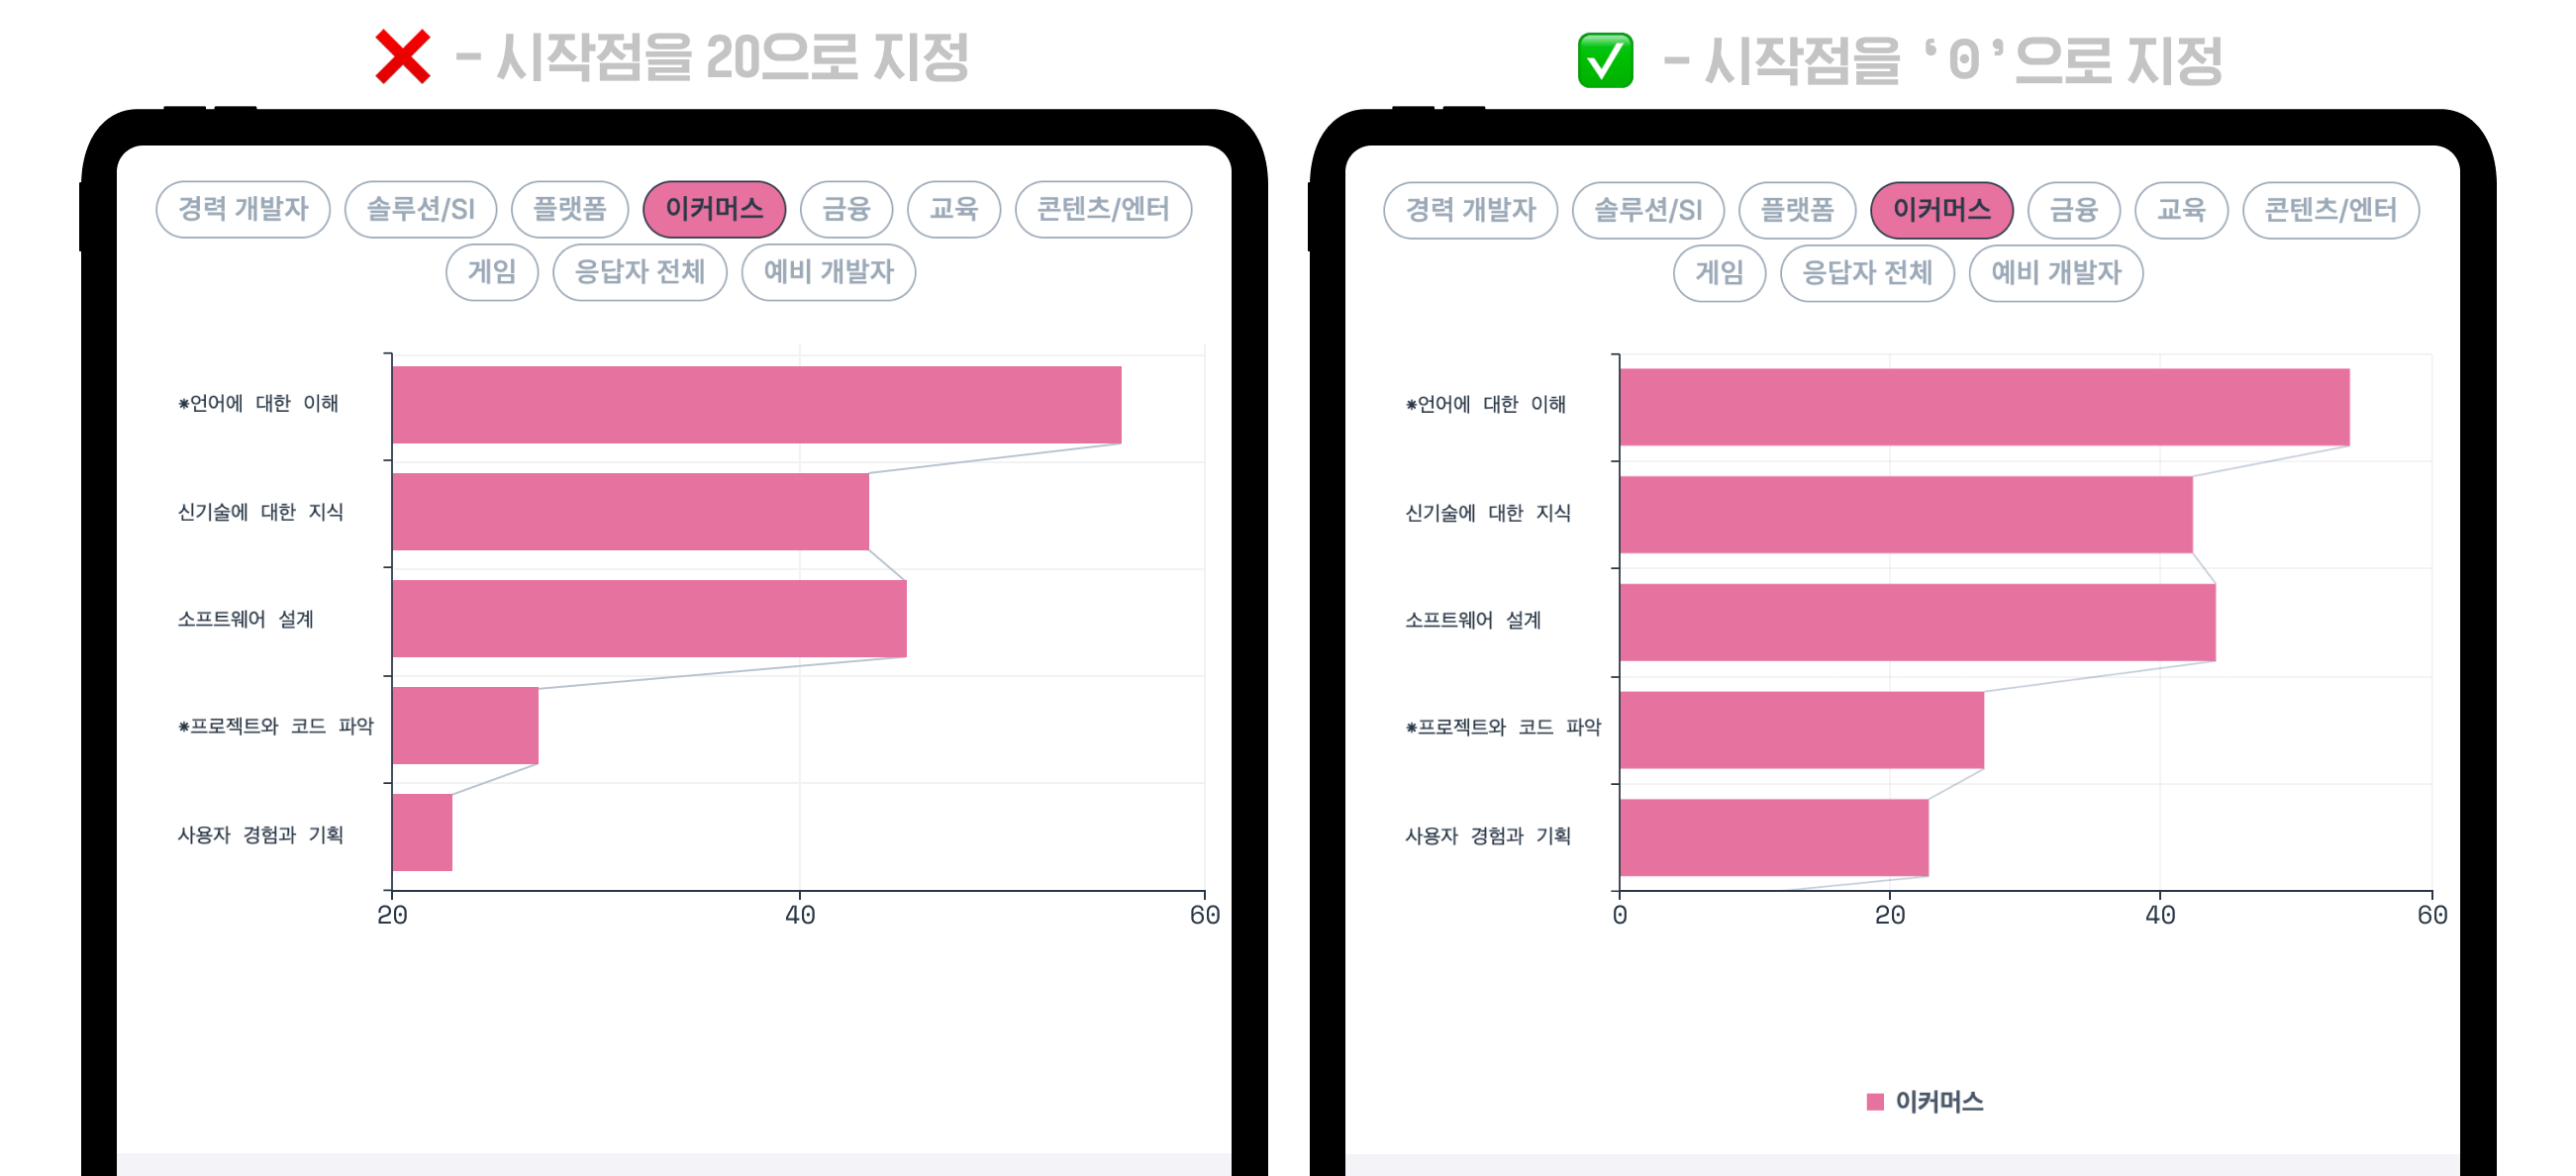 ❌ - 시작점을 20으로 지정
경력 개발자 솔루션/SI 플랫폼 이커머스 금융 교육 콘텐츠/엔터
게임 응답자 전체 예비 개발자
*언어에 대한 이해
신기술에 대한 지식
소프트웨어 설계
*프로젝트와 코드 파악
사용자 경험과 기획
20 40 60
✅ - 시작점을 ‘0’으로 지정
경력 개발자 솔루션/SI 플랫폼 이커머스 금융 교육 콘텐츠/엔터
게임 응답자 전체 예비 개발자
*언어에 대한 이해
신기술에 대한 지식
소프트웨어 설계
*프로젝트와 코드 파악
사용자 경험과 기획
0 20 40 60
이커머스